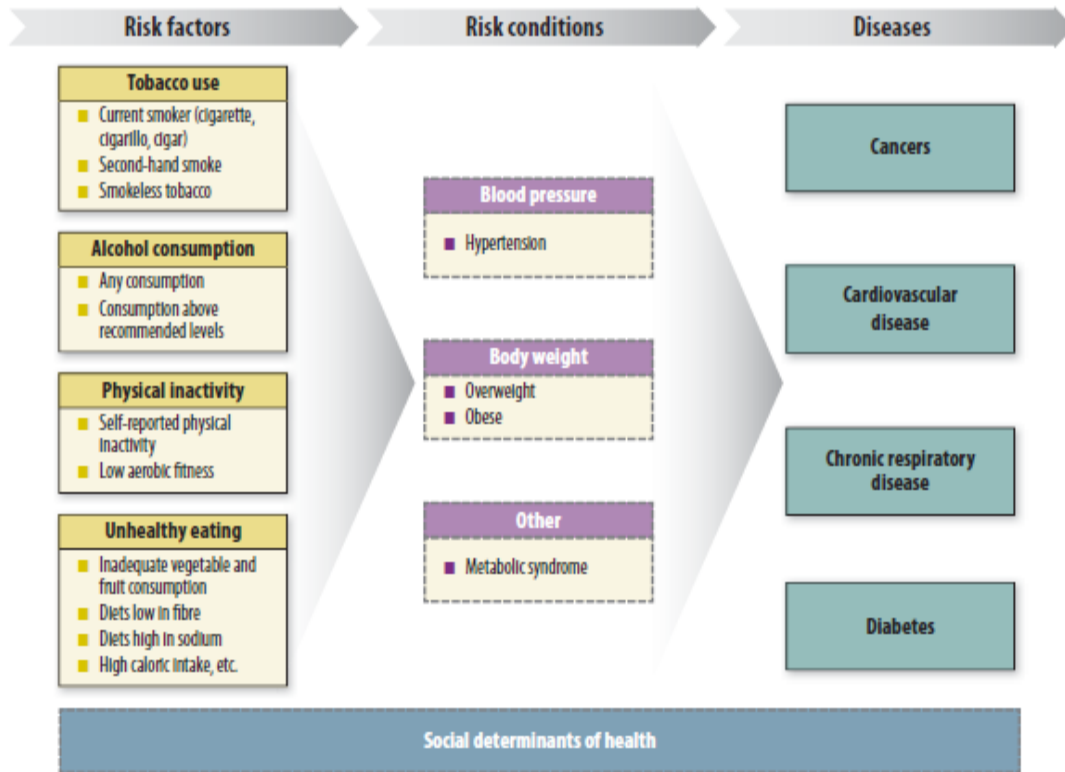 Risk factors
Risk conditions
Diseases
Tobacco use
Current smoker (cigarette,
cigarillo, cigar)
Second-hand smoke
Smokeless tobacco
Alcohol consumption
Any consumption
Consumption above
recommended levels
Physical inactivity
Self-reported physical
inactivity
Low aerobic fitness
Unhealthy eating
Inadequate vegetable and
fruit consumption
Diets low in fibre
Diets high in sodium
High caloric intake, etc.
Blood pressure
Hypertension
Body weight
Overweight
Obese
Other
Metabolic syndrome
Cancers
Cardiovascular
disease
Chronic respiratory
disease
Diabetes
Social determinants of health